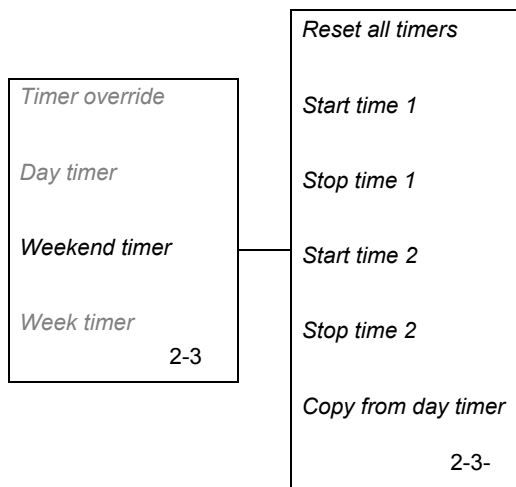 Timer override
Day timer
Weekend timer
Week timer
2-3
Reset all timers
Start time 1
Stop time 1
Start time 2
Stop time 2
Copy from day timer
2-3-